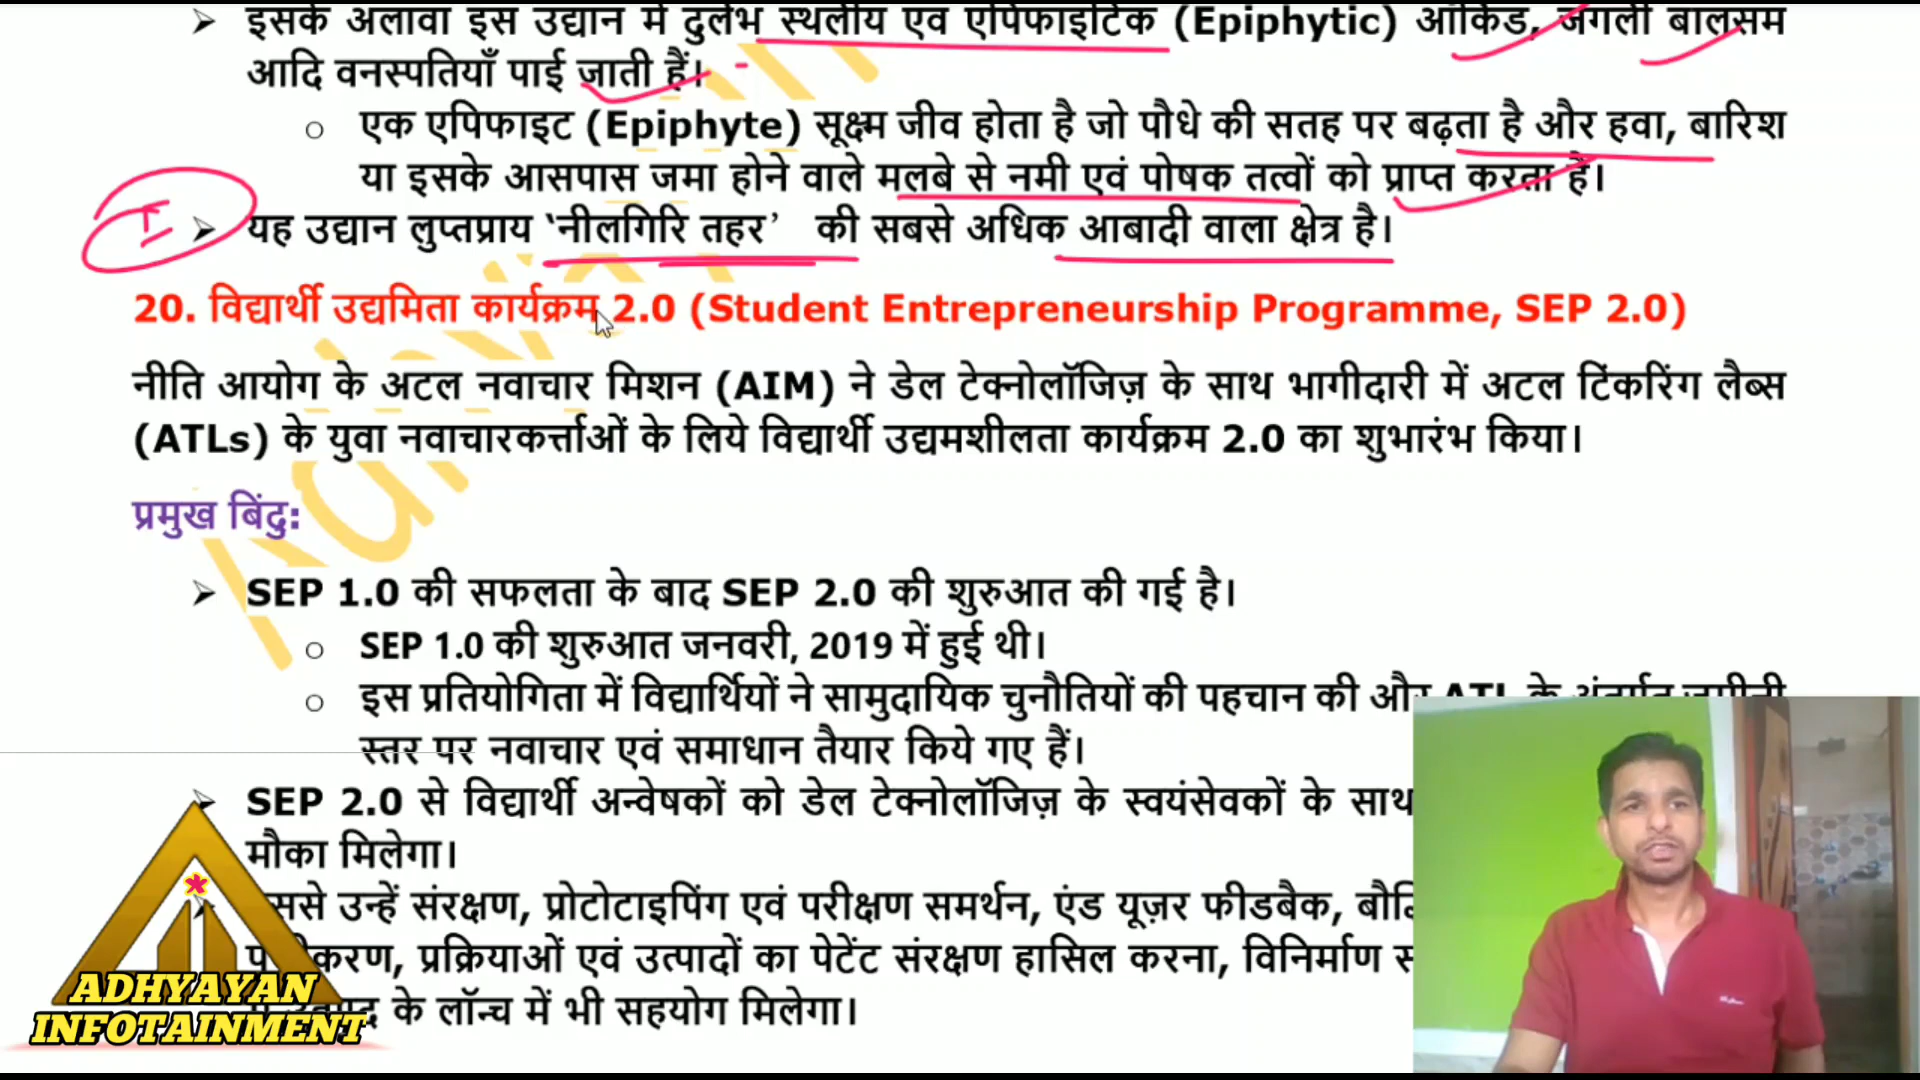 इसके अलावा इस उद्यान में दुर्लभ स्थलीय एवं एपिफाइटिक (Epiphytic) ऑर्किड, जंगली बालसम
आदि वनस्पतियाँ पाई जाती हैं।
o एक एपिफाइट (Epiphyte) सूक्ष्म जीव होता है जो पौधे की सतह पर बढ़ता है और हवा, बारिश
या इसके आसपास जमा होने वाले मलबे से नमी एवं पोषक तत्वों को प्राप्त करता है।
यह उद्यान लुप्तप्राय ‘नीलगिरि तहर’ की सबसे अधिक आबादी वाला क्षेत्र है।
20. विद्यार्थी उद्यमिता कार्यक्रम 2.0 (Student Entrepreneurship Programme, SEP 2.0)
नीति आयोग के अटल नवाचार मिशन (AIM) ने डेल टेक्नोलॉजिज़ के साथ भागीदारी में अटल टिंकरिंग लैब्स
(ATLs) के युवा नवाचारकर्त्ताओं के लिये विद्यार्थी उद्यमशीलता कार्यक्रम 2.0 का शुभारंभ किया।
प्रमुख बिंदु:
SEP 1.0 की सफलता के बाद SEP 2.0 की शुरुआत की गई है।
o SEP 1.0 की शुरुआत जनवरी, 2019 में हुई थी।
o इस प्रतियोगिता में विद्यार्थियों ने सामुदायिक चुनौतियों की पहचान की और ATL के अंतर्गत ज़मीनी
स्तर पर नवाचार एवं समाधान तैयार किये गए हैं।
SEP 2.0 से विद्यार्थी अन्वेषकों को डेल टेक्नोलॉजिज़ के स्वयंसेवकों के साथ
मौका मिलेगा।
उन्हें संरक्षण, प्रोटोटाइपिंग एवं परीक्षण समर्थन, एंड यूज़र फीडबैक,
प्रक्रियाओं एवं उत्पादों का पेटेंट संरक्षण हासिल करना, विनिर्माण
के लॉन्च में भी सहयोग मिलेगा।
ADHYAYAN
INFOTAINMENT